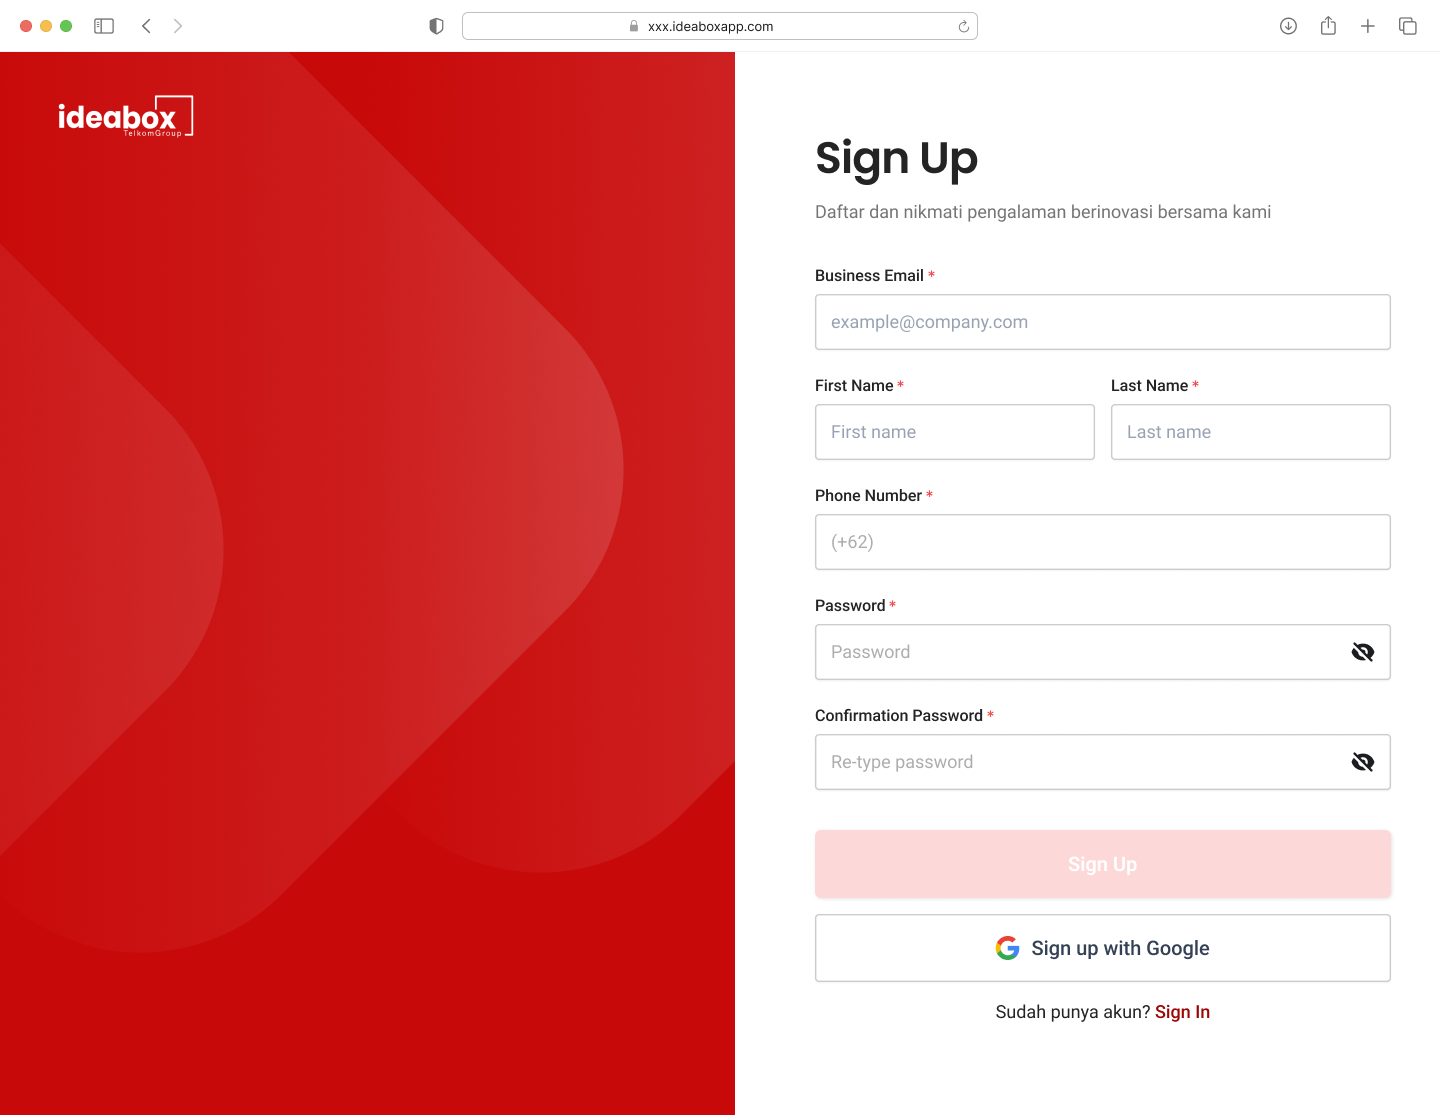 xxx.ideaboxapp.com
ideabox
TelkomGroup
Sign Up
Daftar dan nikmati pengalaman berinovasi bersama kami
Business Email *
example@company.com
First Name * Last Name *
First name Last name
Phone Number *
(+62)
Password *
Password
Confirmation Password *
Re-type password
Sign Up
Sign up with Google
Sudah punya akun? Sign In